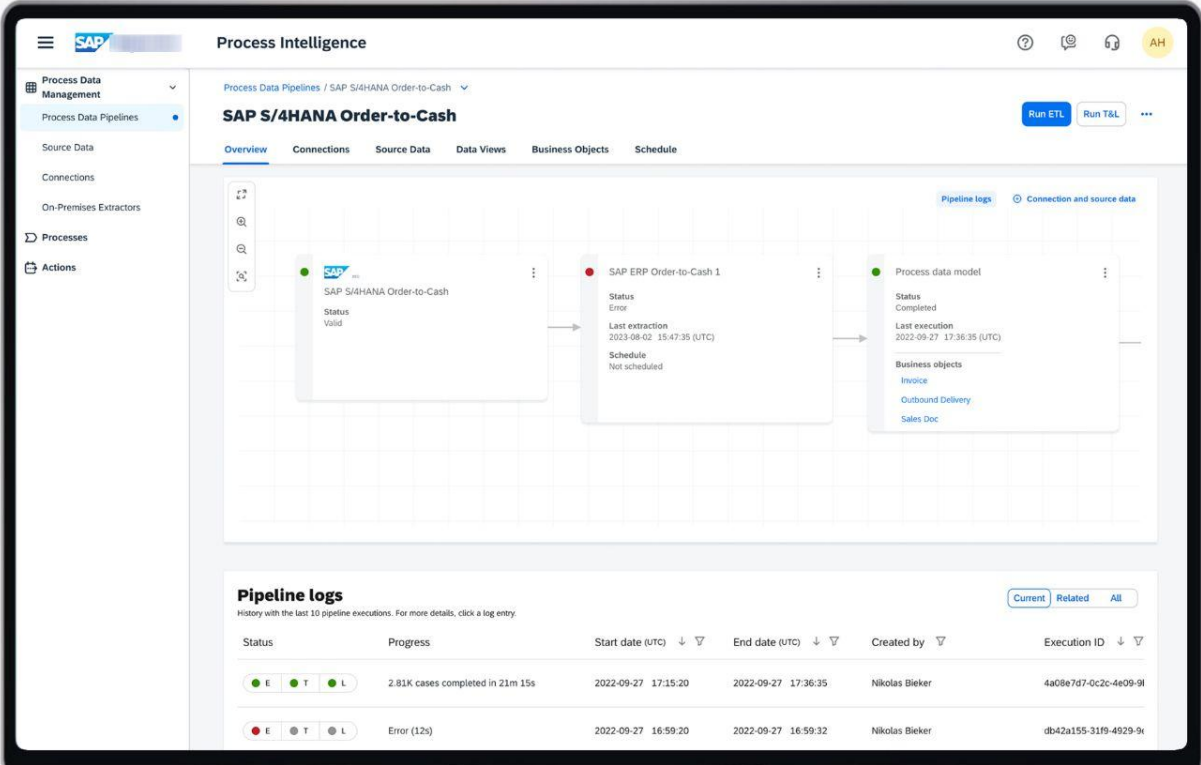 SAP
Process Intelligence
AH
Process Data
Management
Process Data Pipelines
Source Data
Connections
On-Premises Extractors
Processes
Actions
Process Data Pipelines / SAP S/4HANA Order-to-Cash
SAP S/4HANA Order-to-Cash
Run ETL
Run T&L
Overview
Connections
Source Data
Data Views
Business Objects
Schedule
Pipeline logs
Connection and source data
SAP
SAP S/4HANA Order-to-Cash
Status
Valid
SAP ERP Order-to-Cash 1
Status
Error
Last extraction
2023-08-02 15:47:35 (UTC)
Schedule
Not scheduled
Process data model
Status
Completed
Last execution
2022-09-27 17:36:35 (UTC)
Business objects
Invoice
Outbound Delivery
Sales Doc
Pipeline logs
History with the last 10 pipeline executions. For more details, click a log entry.
Current Related All
Status Progress Start date (UTC) End date (UTC) Created by Execution ID
E T L 2.81K cases completed in 21m 15s 2022-09-27 17:15:20 2022-09-27 17:36:35 Nikolas Bieker 4a08e7d7-0c2c-4e09-9
E T L Error (12s) 2022-09-27 16:59:20 2022-09-27 16:59:32 Nikolas Bieker db42a155-31f9-4929-9